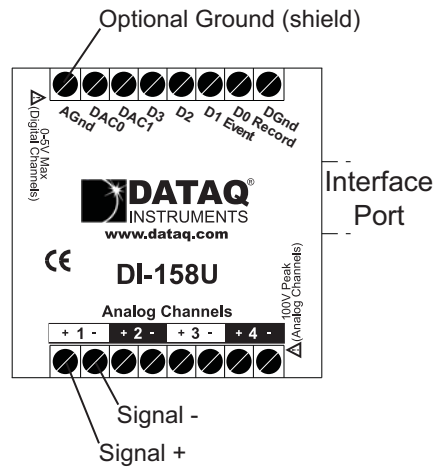 Optional Ground (shield)
AGnd
DAC0
DAC1
D3
D2
D1 Event
D0 Record
DGnd
0-5V Max
(Digital Channels)
DATAQ®
INSTRUMENTS
www.dataq.com
Interface
Port
CE
DI-158U
100V Peak
(Analog Channels)
Analog Channels
+ 1 - + 2 - + 3 - + 4 -
Signal -
Signal +